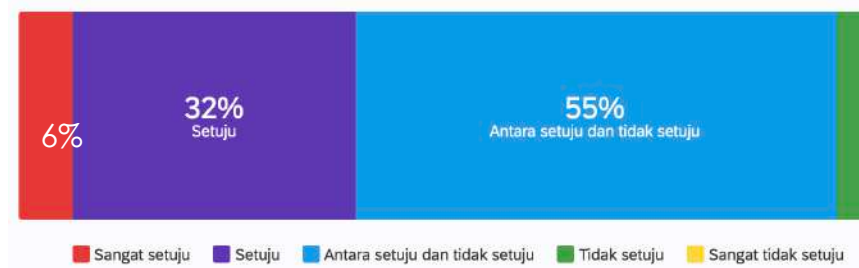 32%
Setuju
55%
Antara setuju dan tidak setuju
6%
Sangat setuju Setuju Antara setuju dan tidak setuju Tidak setuju Sangat tidak setuju